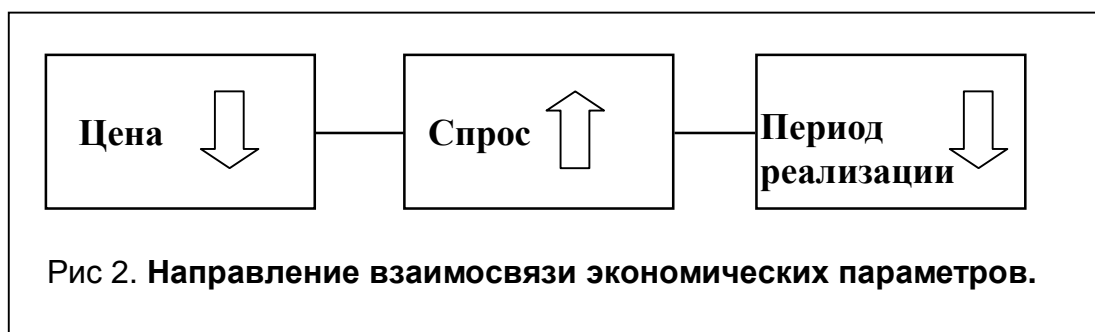 Цена
Спрос
Период
реализации
Рис 2. Направление взаимосвязи экономических параметров.